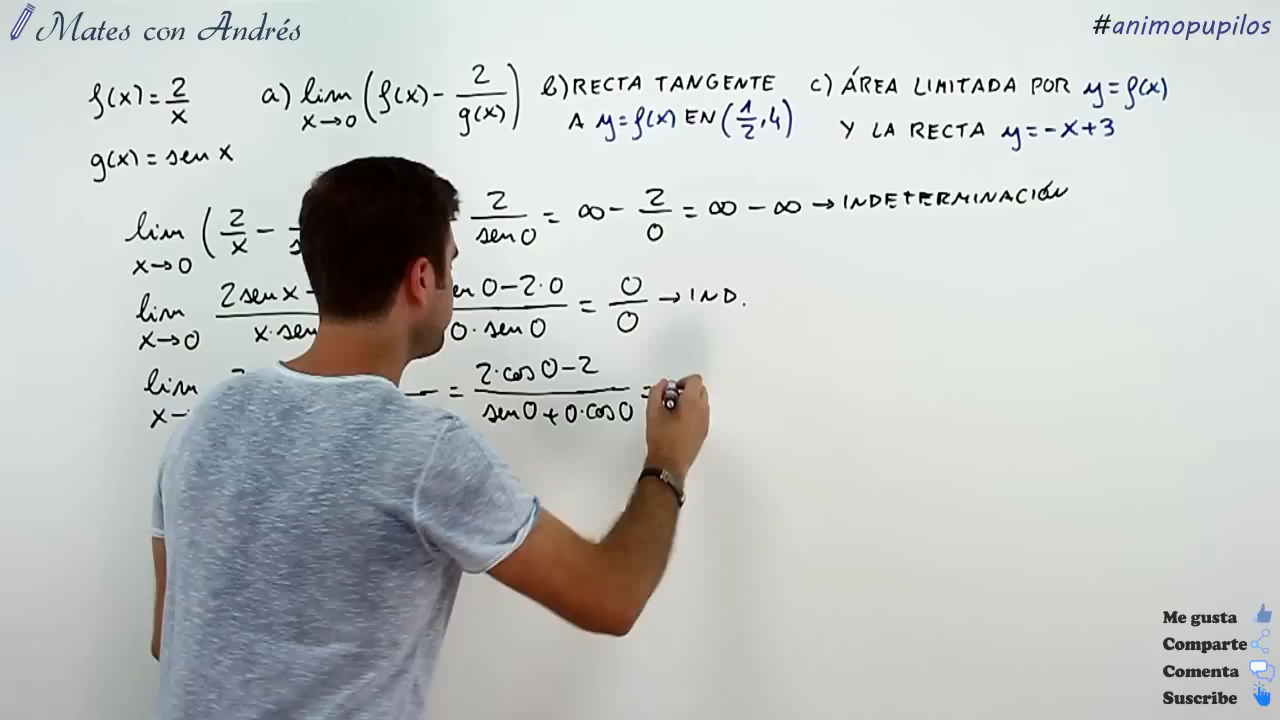 Mates con Andrés
#animopupilos
f(x) = 2/x
g(x) = sen x
a) lim x→0 (f(x) - 2/g(x))
b) RECTA TANGENTE
A y=f(x) EN (1/2, 4)
c) ÁREA LIMITADA POR y=f(x)
Y LA RECTA y=-x+3
lim x→0 (2/x - 2/sen 0 = ∞ - 2/0 = ∞ - ∞ → INDETERMINACIÓN
lim x→0 2sen x - x·sen 0-2·0 / 0·sen 0 = 0/0 → IND.
lim x→ = 2·cos 0-2 / sen 0+0·cos 0 =
Me gusta
Comparte
Comenta
Suscribe